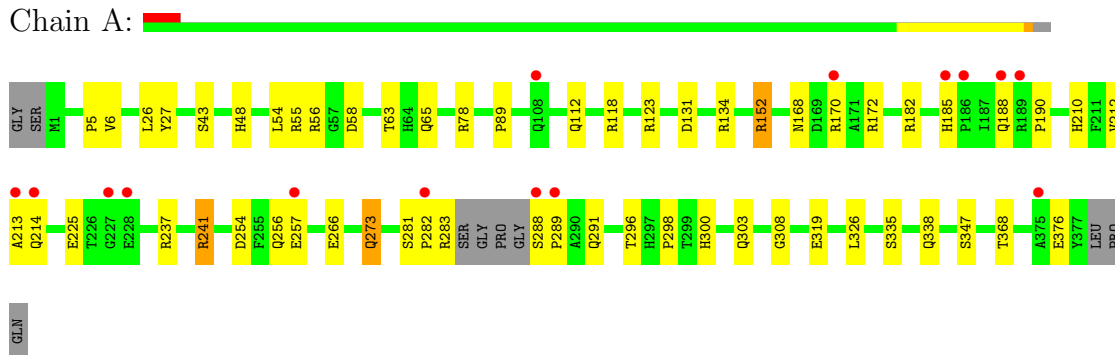 Chain A:
GLY SER M1 P5 V6 L26 Y27 S43 H48 L54 R55 R56 G57 D58 T63 H64 Q65 R78 P89 Q108 Q112 R118 R123 D131 R134 R152 N168 D169 R170 A171 R172 R182 H185 P186 I187 Q188 R189 P190 H210 F211 V212
A213 Q214 E225 T226 G227 E228 R237 R241 D254 F255 Q256 E257 E266 Q273 S281 P282 R283 SER GLY PRO GLY S288 P289 A290 Q291 T296 H297 P298 T299 H300 Q303 G308 E319 L326 S335 Q338 S347 T368 A375 E376 Y377 LEU PRO
GLN